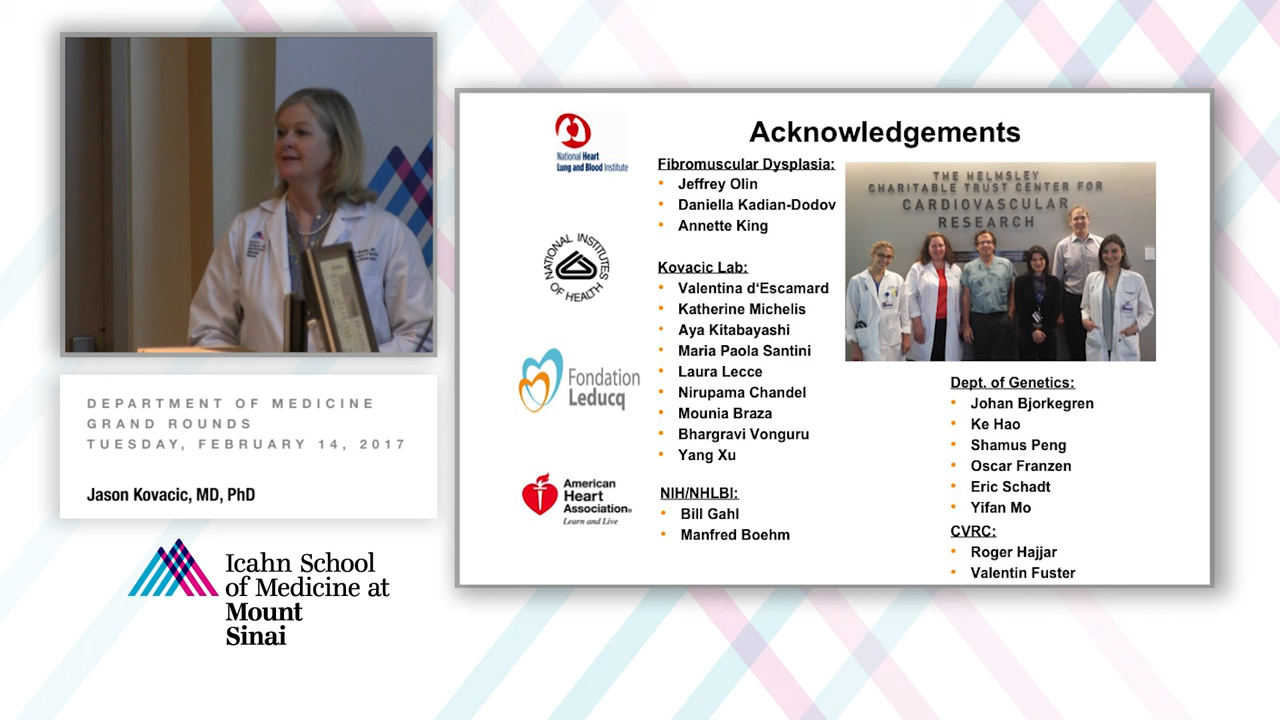 DEPARTMENT OF MEDICINE
GRAND ROUNDS
TUESDAY, FEBRUARY 14, 2017
Jason Kovacic, MD, PhD
Icahn School
of Medicine at
Mount
Sinai
Acknowledgements
National Heart
Lung and Blood Institute
NATIONAL INSTITUTES
OF HEALTH
Fondation
Leducq
American
Heart
Association®
Learn and Live
Fibromuscular Dysplasia:
• Jeffrey Olin
• Daniella Kadian-Dodov
• Annette King
Kovacic Lab:
• Valentina d‘Escamard
• Katherine Michelis
• Aya Kitabayashi
• Maria Paola Santini
• Laura Lecce
• Nirupama Chandel
• Mounia Braza
• Bhargravi Vonguru
• Yang Xu
NIH/NHLBI:
• Bill Gahl
• Manfred Boehm
THE HELMSLEY
CHARITABLE TRUST CENTER FOR
CARDIOVASCULAR
RESEARCH
Dept. of Genetics:
• Johan Bjorkegren
• Ke Hao
• Shamus Peng
• Oscar Franzen
• Eric Schadt
• Yifan Mo
CVRC:
• Roger Hajjar
• Valentin Fuster